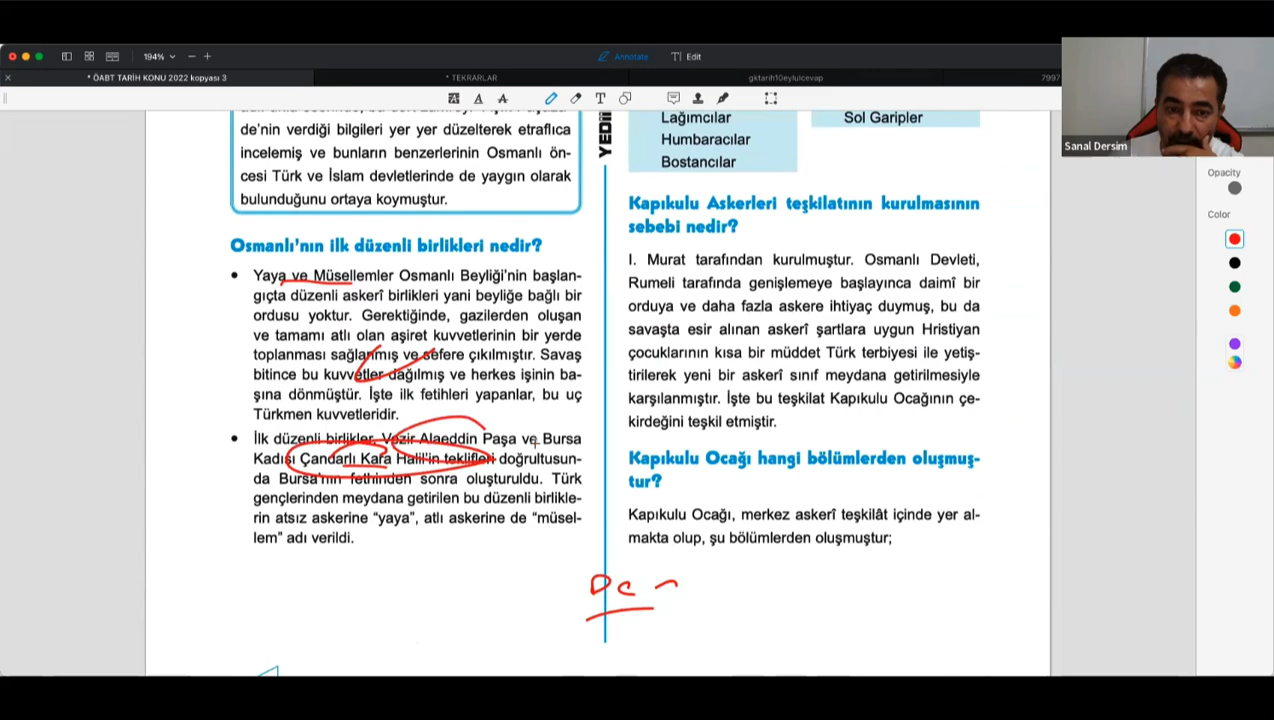 194%
Annotate
Edit
* ÖABT TARİH KONU 2022 kopyası 3
* TEKRARLAR
gktarih10eylulcevap
7997
Sanal Dersim
Opacity
Color
de'nin verdiği bilgileri yer yer düzelterek etraflıca
incelemiş ve bunların benzerlerinin Osmanlı ön-
cesi Türk ve İslam devletlerinde de yaygın olarak
bulunduğunu ortaya koymuştur.
Osmanlı'nın ilk düzenli birlikleri nedir?
• Yaya ve Müsellemler Osmanlı Beyliği'nin başlan-
gıçta düzenli askerî birlikleri yani beyliğe bağlı bir
ordusu yoktur. Gerektiğinde, gazilerden oluşan
ve tamamı atlı olan aşiret kuvvetlerinin bir yerde
toplanması sağlanmış ve sefere çıkılmıştır. Savaş
bitince bu kuvvetler dağılmış ve herkes işinin ba-
şına dönmüştür. İşte ilk fetihleri yapanlar, bu uç
Türkmen kuvvetleridir.
• İlk düzenli birlikler, Vezir Alaeddin Paşa ve Bursa
Kadısı Çandarlı Kara Halil'in teklifleri doğrultusun-
da Bursa'nın fethinden sonra oluşturuldu. Türk
gençlerinden meydana getirilen bu düzenli birlikle-
rin atsız askerine "yaya", atlı askerine de "müsel-
lem" adı verildi.
YEDİİ
Lağımcılar
Humbaracılar
Bostancılar
Sol Garipler
Kapıkulu Askerleri teşkilatının kurulmasının
sebebi nedir?
I. Murat tarafından kurulmuştur. Osmanlı Devleti,
Rumeli tarafında genişlemeye başlayınca daimî bir
orduya ve daha fazla askere ihtiyaç duymuş, bu da
savaşta esir alınan askerî şartlara uygun Hristiyan
çocuklarının kısa bir müddet Türk terbiyesi ile yetiş-
tirilerek yeni bir askerî sınıf meydana getirilmesiyle
karşılanmıştır. İşte bu teşkilat Kapıkulu Ocağının çe-
kirdeğini teşkil etmiştir.
Kapıkulu Ocağı hangi bölümlerden oluşmuş-
tur?
Kapıkulu Ocağı, merkez askerî teşkilât içinde yer al-
makta olup, şu bölümlerden oluşmuştur;